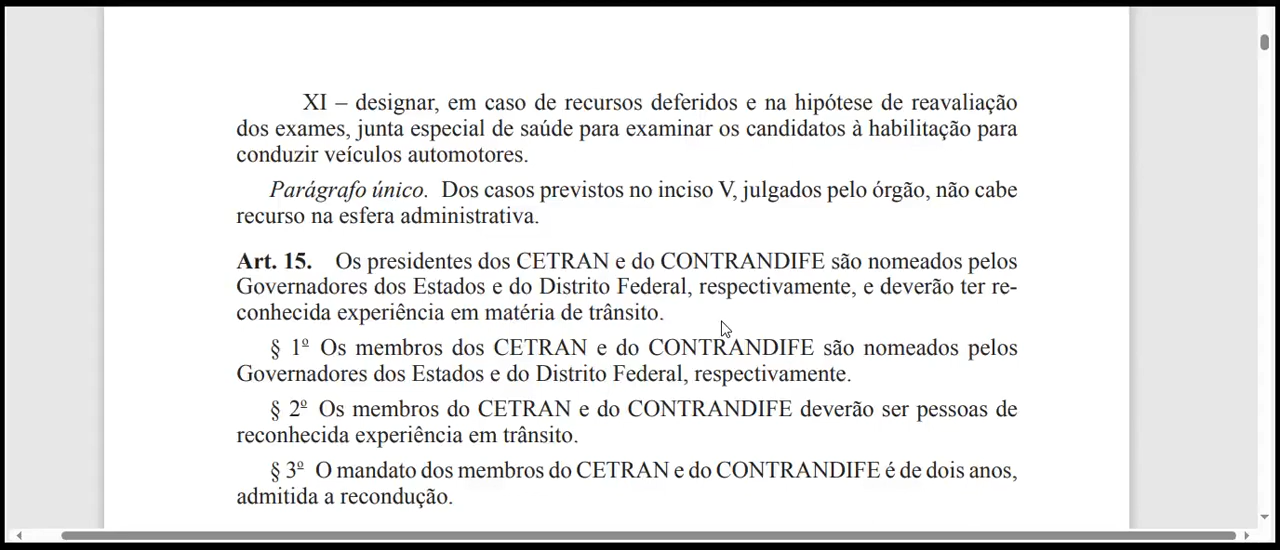 XI – designar, em caso de recursos deferidos e na hipótese de reavaliação
dos exames, junta especial de saúde para examinar os candidatos à habilitação para
conduzir veículos automotores.
Parágrafo único. Dos casos previstos no inciso V, julgados pelo órgão, não cabe
recurso na esfera administrativa.
Art. 15. Os presidentes dos CETRAN e do CONTRANDIFE são nomeados pelos
Governadores dos Estados e do Distrito Federal, respectivamente, e deverão ter re-
conhecida experiência em matéria de trânsito.
§ 1º Os membros dos CETRAN e do CONTRANDIFE são nomeados pelos
Governadores dos Estados e do Distrito Federal, respectivamente.
§ 2º Os membros do CETRAN e do CONTRANDIFE deverão ser pessoas de
reconhecida experiência em trânsito.
§ 3º O mandato dos membros do CETRAN e do CONTRANDIFE é de dois anos,
admitida a recondução.